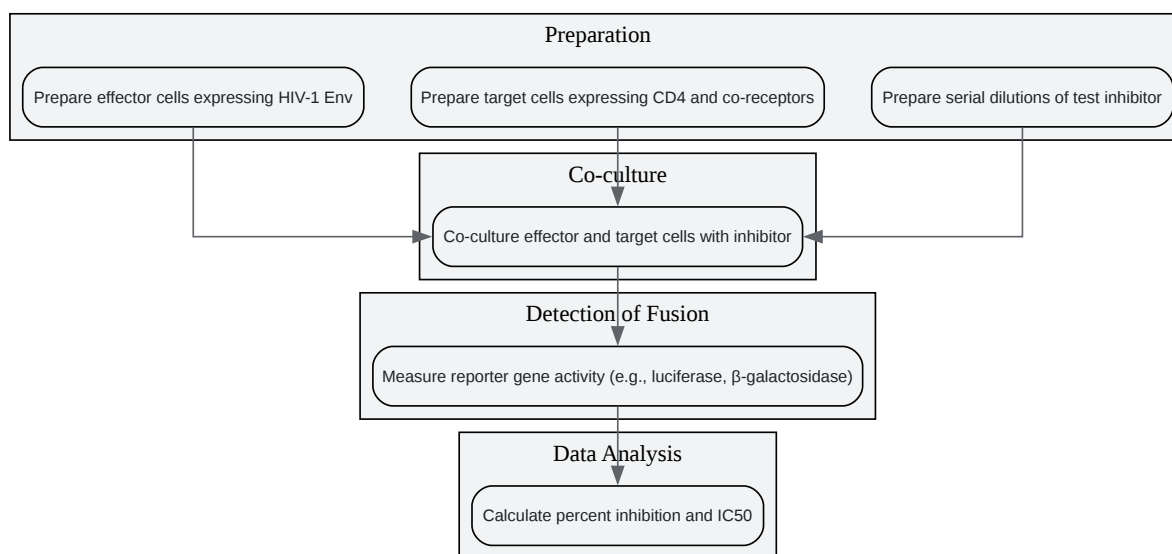 Preparation
Prepare effector cells expressing HIV-1 Env
Prepare target cells expressing CD4 and co-receptors
Prepare serial dilutions of test inhibitor
Co-culture
Co-culture effector and target cells with inhibitor
Detection of Fusion
Measure reporter gene activity (e.g., luciferase, β-galactosidase)
Data Analysis
Calculate percent inhibition and IC50